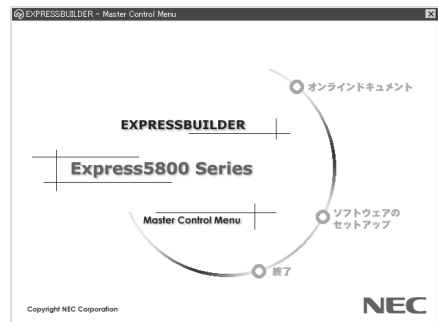 EXPRESSBUILDER - Master Control Menu
オンラインドキュメント
EXPRESSBUILDER
Express5800 Series
ソフトウェアの
セットアップ
Master Control Menu
終了
Copyright NEC Corporation
NEC